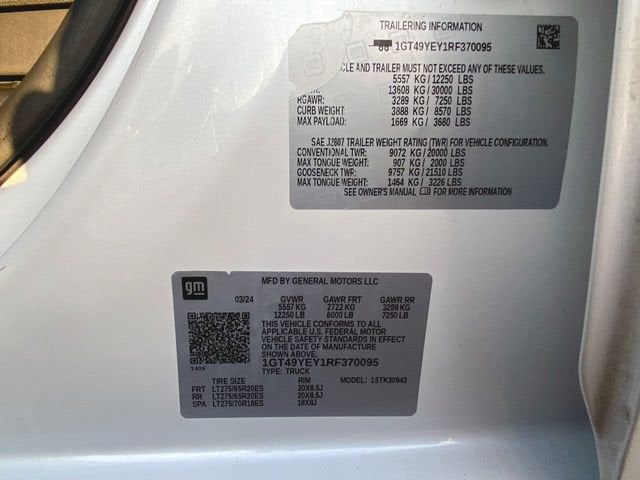 TRAILERING INFORMATION
1GT49YEY1RF370095
CLE AND TRAILER MUST NOT EXCEED ANY OF THESE VALUES.
5557 KG/12250 LBS
13608 KG/30000 LBS
RGAWR: 3289 KG/ 7250 LBS
CURB WEIGHT: 3888 KG/ 8570 LBS
MAX PAYLOAD: 1669 KG/ 3680 LBS
SAE J2807 TRAILER WEIGHT RATING (TWR) FOR VEHICLE CONFIGURATION.
CONVENTIONAL TWR: 9072 KG/20000 LBS
MAX TONGUE WEIGHT: 907 KG/ 2000 LBS
GOOSENECK TWR: 9757 KG/21510 LBS
MAX TONGUE WEIGHT: 1464 KG/ 3226 LBS
SEE OWNER'S MANUAL FOR MORE INFORMATION
gm
MFD BY GENERAL MOTORS LLC
03/24 GVWR GAWR FRT GAWR RR
5557 KG 2722 KG 3289 KG
12250 LB 6000 LB 7250 LB
THIS VEHICLE CONFORMS TO ALL
APPLICABLE U.S. FEDERAL MOTOR
VEHICLE SAFETY STANDARDS IN EFFECT
ON THE DATE OF MANUFACTURE
SHOWN ABOVE.
1GT49YEY1RF370095
140X
TYPE: TRUCK
TIRE SIZE RIM MODEL: 15TK30943
FRT LT275/65R20ES 20X8.5J
RR LT275/65R20ES 20X8.5J
SPA LT275/70R18ES 18X8J